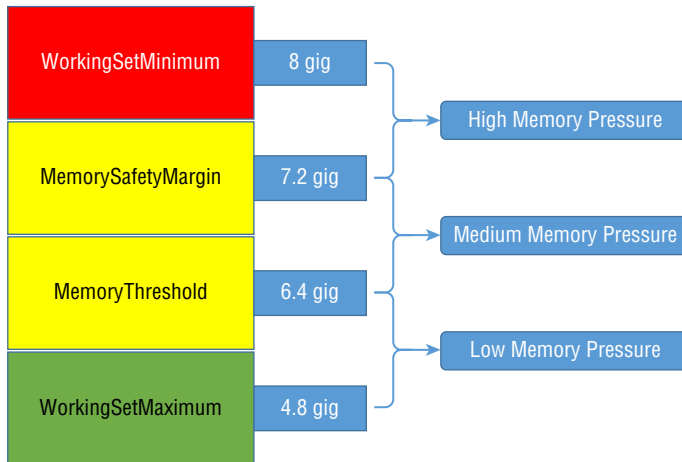 WorkingSetMinimum
8 gig
High Memory Pressure
MemorySafetyMargin
7.2 gig
Medium Memory Pressure
MemoryThreshold
6.4 gig
Low Memory Pressure
WorkingSetMaximum
4.8 gig